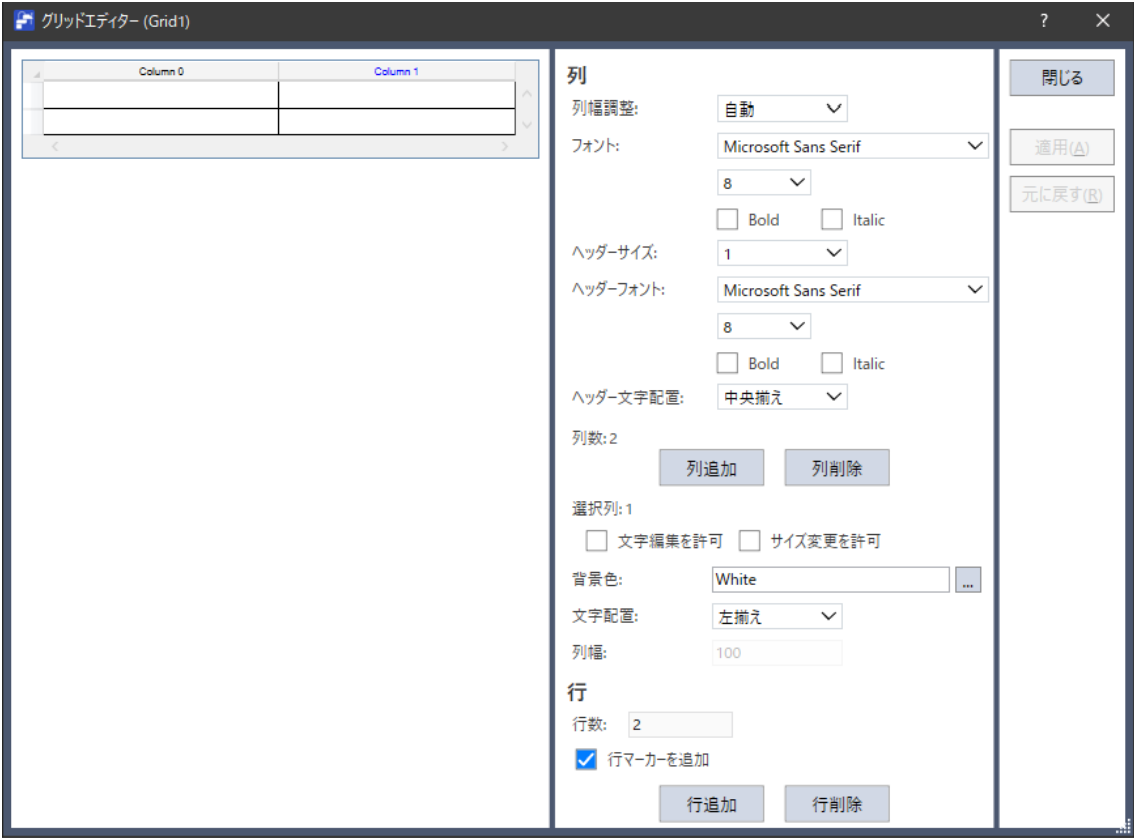 グリッドエディター (Grid1)
?
Column 0
Column 1
列
列幅調整:
自動
フォント:
Microsoft Sans Serif
8
Bold
Italic
ヘッダーサイズ:
1
ヘッダーフォント:
Microsoft Sans Serif
8
Bold
Italic
ヘッダー文字配置:
中央揃え
列数: 2
列追加
列削除
選択列: 1
文字編集を許可
サイズ変更を許可
背景色:
White
...
文字配置:
左揃え
列幅:
100
行
行数:
2
行マーカーを追加
行追加
行削除
閉じる
適用(A)
元に戻す(R)